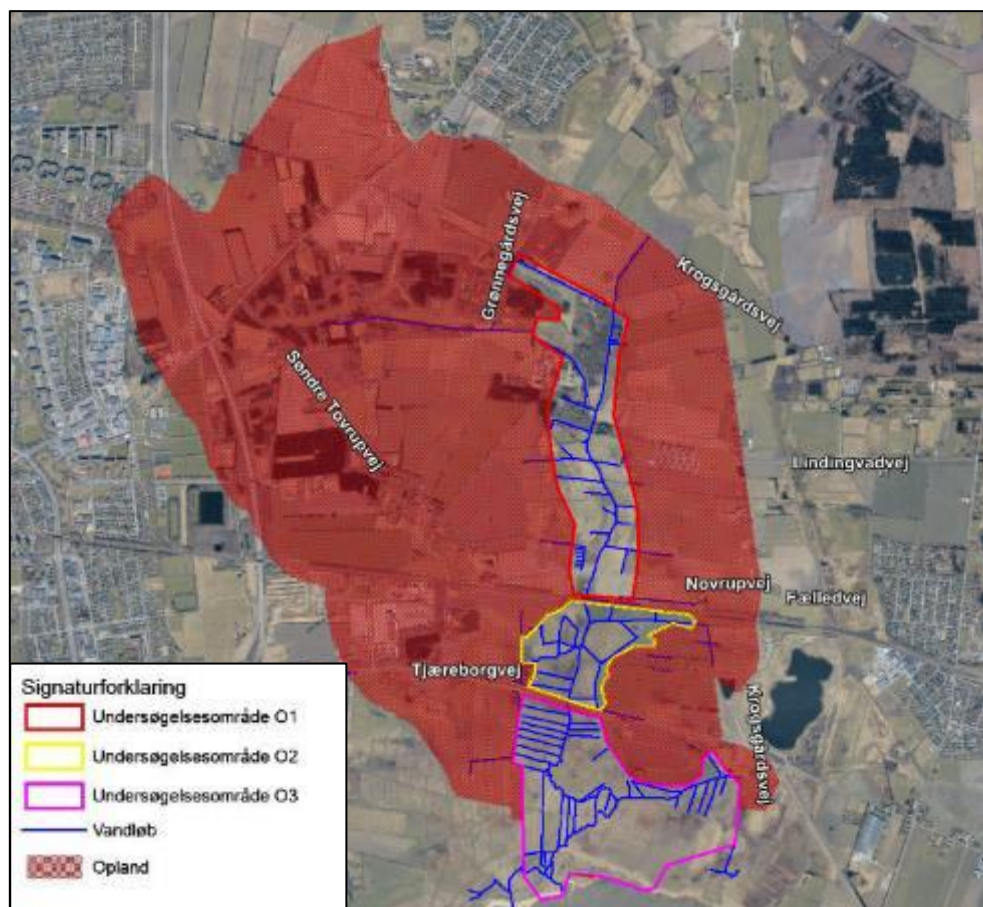 Grønnegårdsvej
Krogsgårdsvej
Søndre Tovrupvej
Lindingvadvej
Novrupvej
Fælledvej
Tjæreborgvej
Krogsgårdsvej
Signaturforklaring
Undersøgelsesområde O1
Undersøgelsesområde O2
Undersøgelsesområde O3
Vandløb
Opland